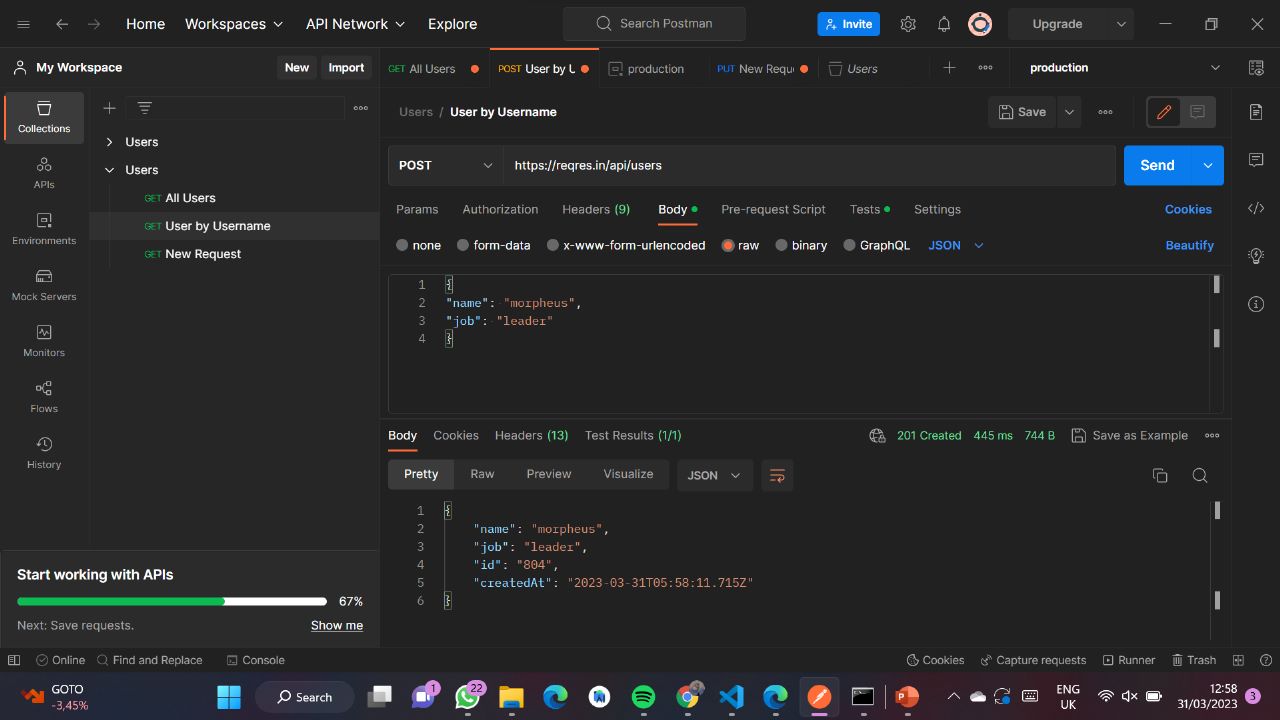 Home Workspaces API Network Explore Search Postman Invite Upgrade
My Workspace New Import GET All Users POST User by U production PUT New Requ Users production
Collections
APIs
Environments
Mock Servers
Monitors
Flows
History
Users
Users
GET All Users
GET User by Username
GET New Request
Users / User by Username Save
POST https://reqres.in/api/users Send
Params Authorization Headers (9) Body Pre-request Script Tests Settings Cookies
none form-data x-www-form-urlencoded raw binary GraphQL JSON Beautify
1 {
2 "name": "morpheus",
3 "job": "leader"
4 }
Body Cookies Headers (13) Test Results (1/1) 201 Created 445 ms 744 B Save as Example
Pretty Raw Preview Visualize JSON
1 {
2 "name": "morpheus",
3 "job": "leader",
4 "id": "804",
5 "createdAt": "2023-03-31T05:58:11.715Z"
6 }
Start working with APIs
67%
Next: Save requests. Show me
Online Find and Replace Console Cookies Capture requests Runner Trash
GOTO
-3,45%
Search
1
22
ENG
UK
12:58
31/03/2023
3